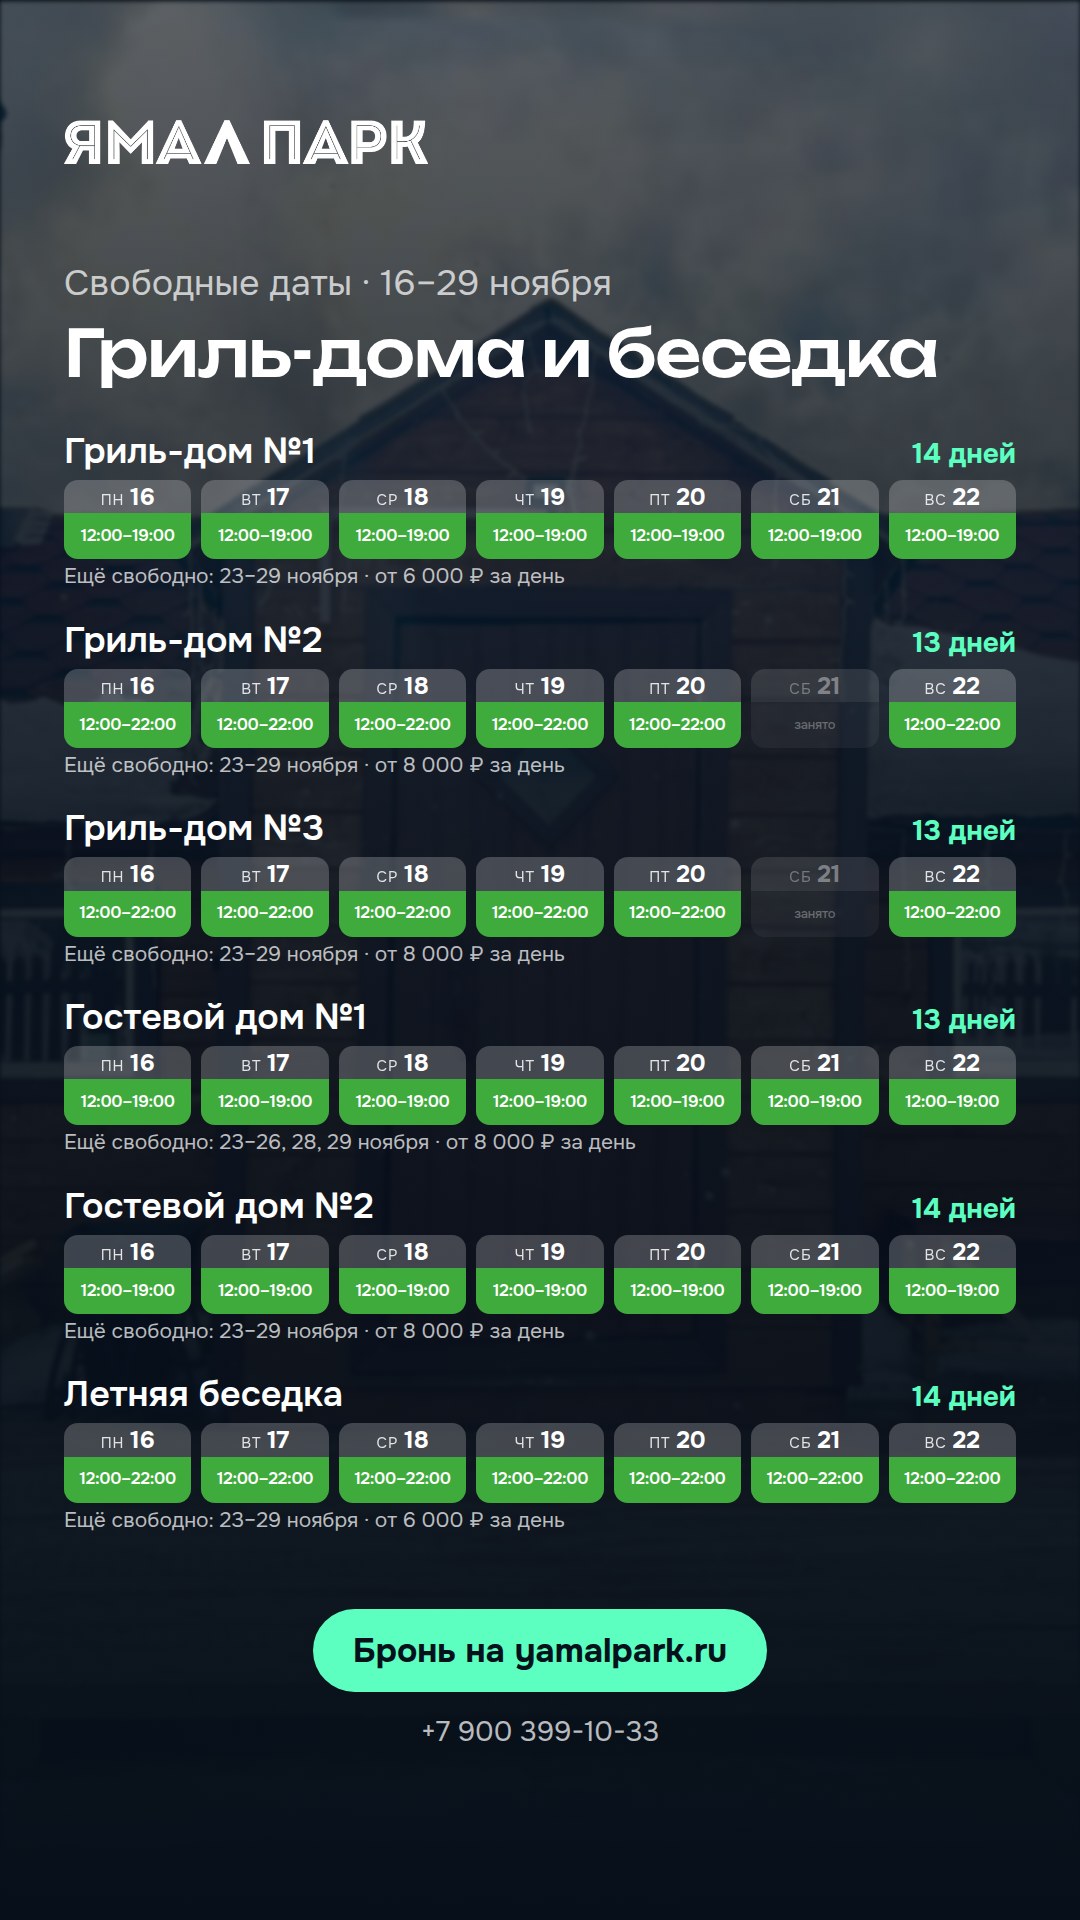 ЯМАЛ ПАРК
Свободные даты · 16–29 ноября
Гриль-дома и беседка
Гриль-дом №1
14 дней
ПН 16 ВТ 17 СР 18 ЧТ 19 ПТ 20 СБ 21 ВС 22
12:00–19:00 12:00–19:00 12:00–19:00 12:00–19:00 12:00–19:00 12:00–19:00 12:00–19:00
Ещё свободно: 23–29 ноября · от 6 000 ₽ за день
Гриль-дом №2
13 дней
ПН 16 ВТ 17 СР 18 ЧТ 19 ПТ 20 СБ 21 ВС 22
12:00–22:00 12:00–22:00 12:00–22:00 12:00–22:00 12:00–22:00 занято 12:00–22:00
Ещё свободно: 23–29 ноября · от 8 000 ₽ за день
Гриль-дом №3
13 дней
ПН 16 ВТ 17 СР 18 ЧТ 19 ПТ 20 СБ 21 ВС 22
12:00–22:00 12:00–22:00 12:00–22:00 12:00–22:00 12:00–22:00 занято 12:00–22:00
Ещё свободно: 23–29 ноября · от 8 000 ₽ за день
Гостевой дом №1
13 дней
ПН 16 ВТ 17 СР 18 ЧТ 19 ПТ 20 СБ 21 ВС 22
12:00–19:00 12:00–19:00 12:00–19:00 12:00–19:00 12:00–19:00 12:00–19:00 12:00–19:00
Ещё свободно: 23–26, 28, 29 ноября · от 8 000 ₽ за день
Гостевой дом №2
14 дней
ПН 16 ВТ 17 СР 18 ЧТ 19 ПТ 20 СБ 21 ВС 22
12:00–19:00 12:00–19:00 12:00–19:00 12:00–19:00 12:00–19:00 12:00–19:00 12:00–19:00
Ещё свободно: 23–29 ноября · от 8 000 ₽ за день
Летняя беседка
14 дней
ПН 16 ВТ 17 СР 18 ЧТ 19 ПТ 20 СБ 21 ВС 22
12:00–22:00 12:00–22:00 12:00–22:00 12:00–22:00 12:00–22:00 12:00–22:00 12:00–22:00
Ещё свободно: 23–29 ноября · от 6 000 ₽ за день
Бронь на yamalpark.ru
+7 900 399-10-33